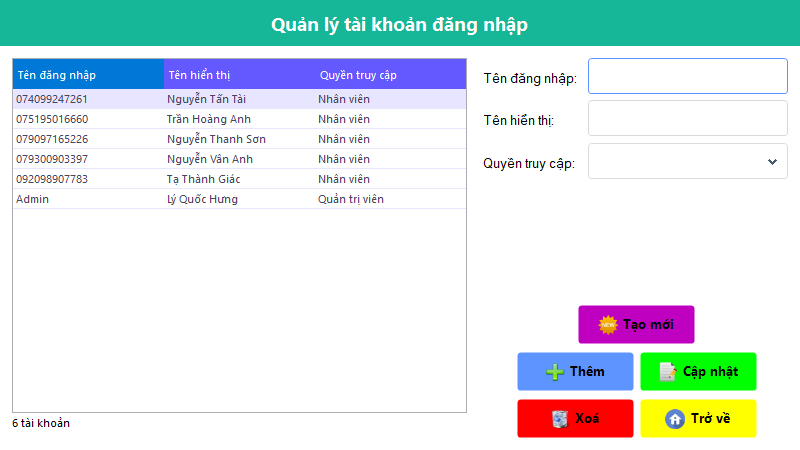 Quản lý tài khoản đăng nhập
Tên đăng nhập Tên hiển thị Quyền truy cập
074099247261 Nguyễn Tấn Tài Nhân viên
075195016660 Trần Hoàng Anh Nhân viên
079097165226 Nguyễn Thanh Sơn Nhân viên
079300903397 Nguyễn Vân Anh Nhân viên
092098907783 Tạ Thành Giác Nhân viên
Admin Lý Quốc Hưng Quản trị viên
6 tài khoản
Tên đăng nhập:
Tên hiển thị:
Quyền truy cập:
NEW Tạo mới
Thêm Cập nhật
Xoá Trở về